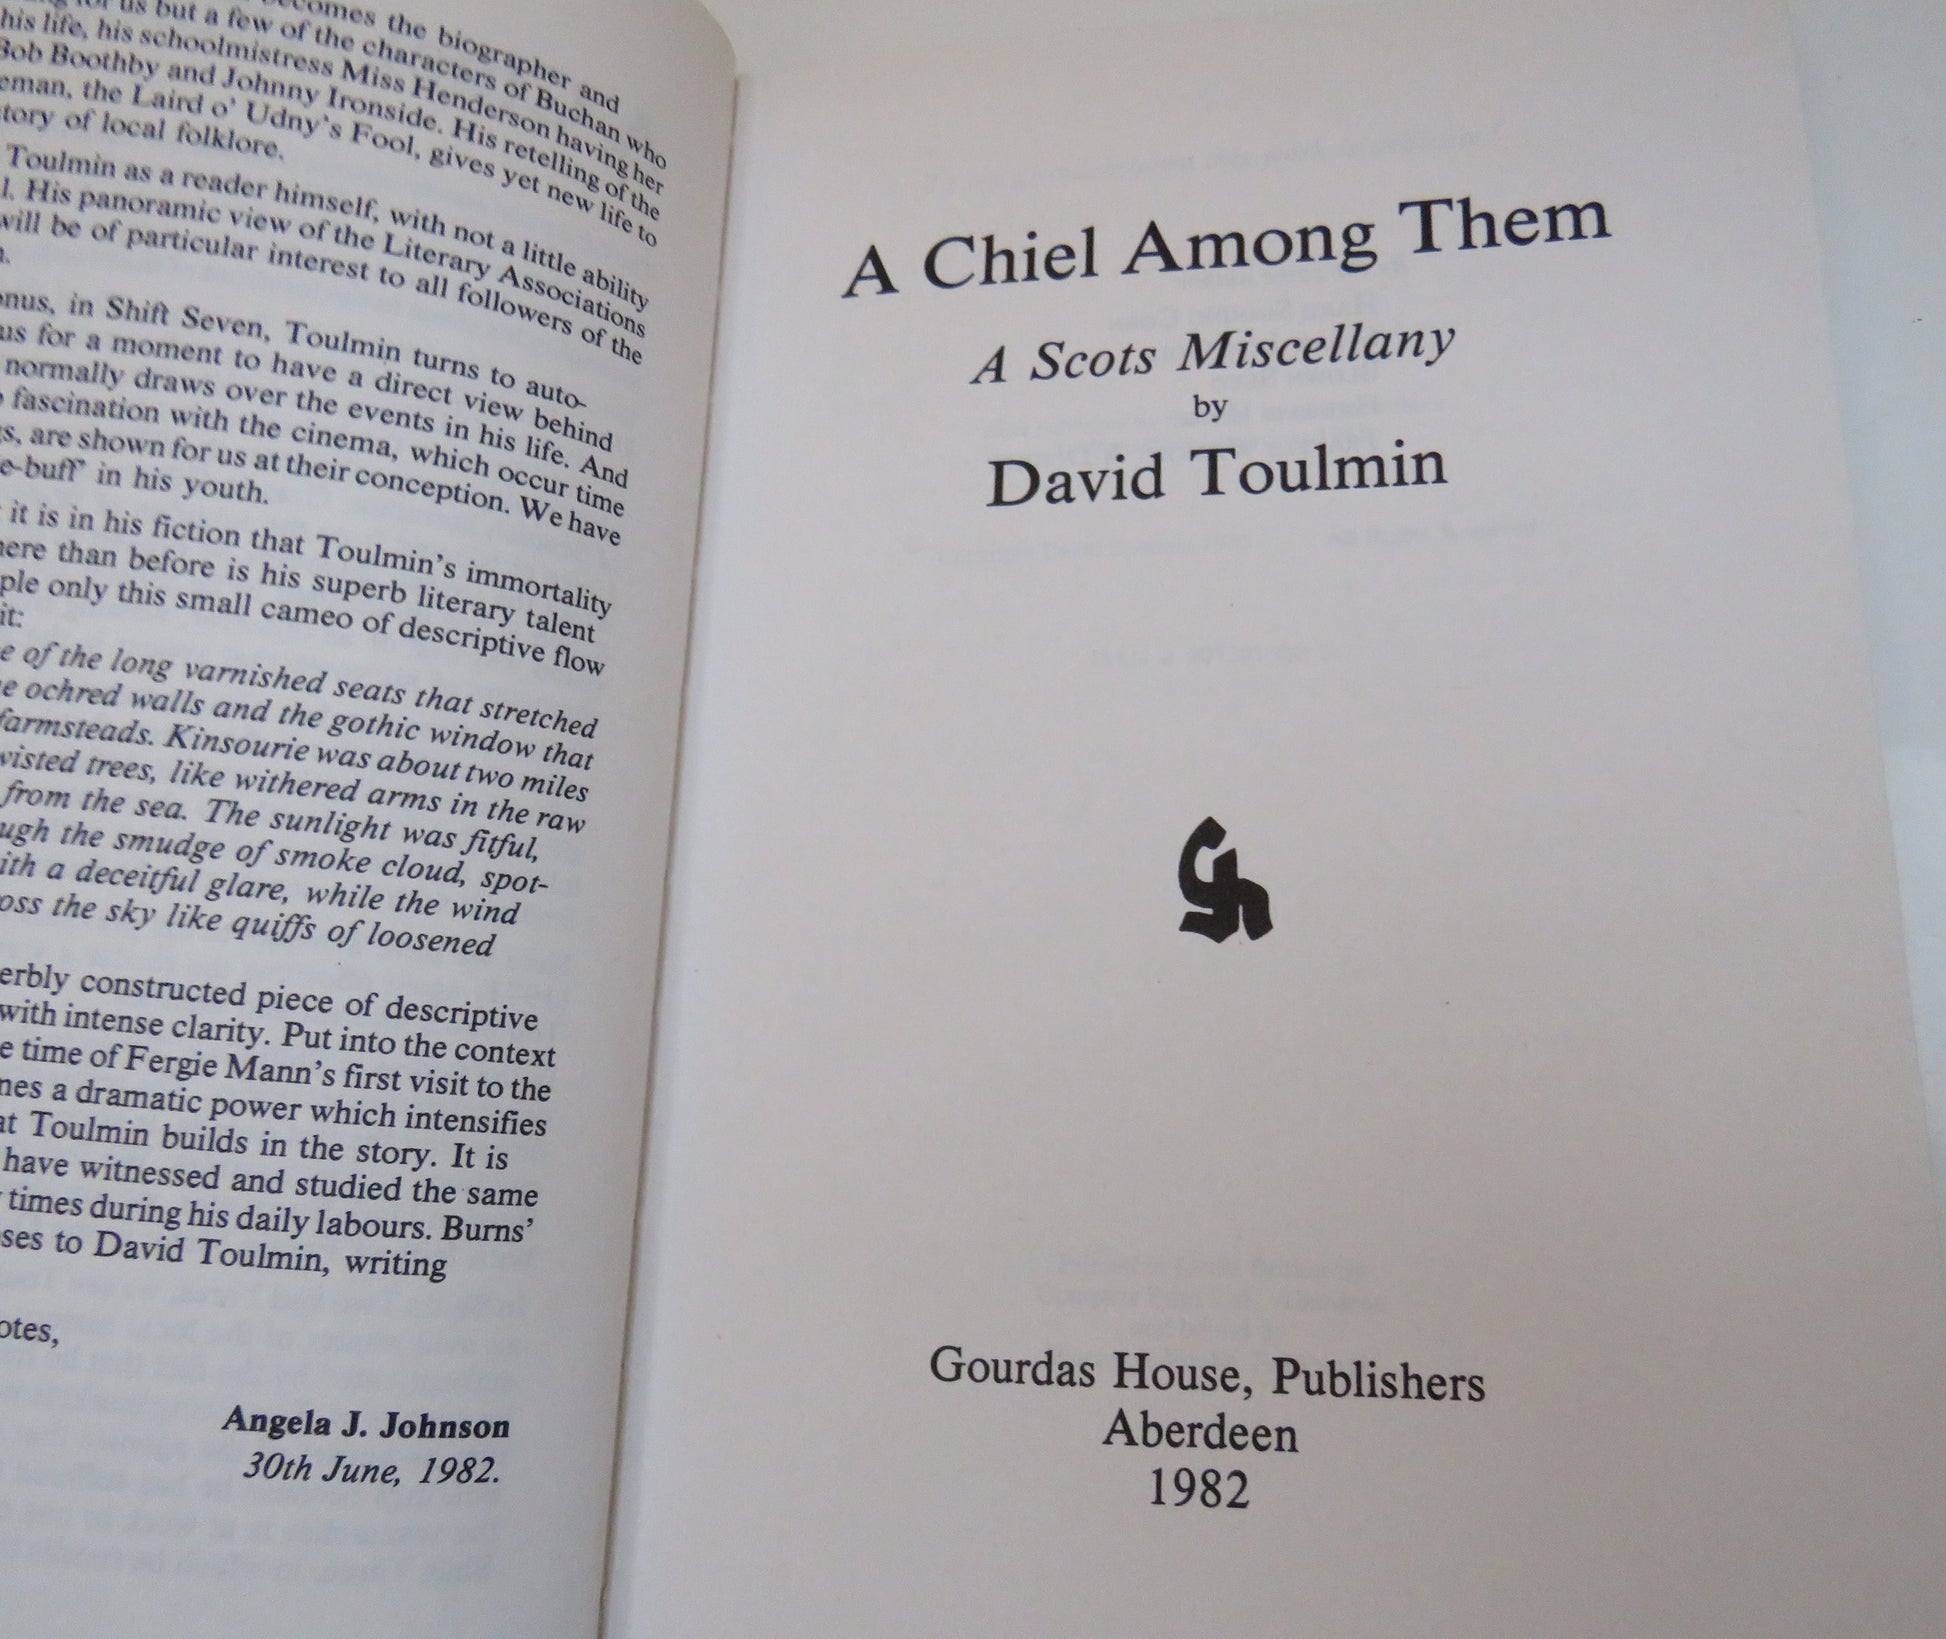 becomes the biographer and
for us but a few of the characters of Buchan who
his life, his schoolmistress Miss Henderson having her
Bob Boothby and Johnny Ironside. His retelling of the
eman, the Laird o' Udny's Fool, gives yet new life to
tory of local folklore.
Toulmin as a reader himself, with not a little ability
l. His panoramic view of the Literary Associations
will be of particular interest to all followers of the
n.
onus, in Shift Seven, Toulmin turns to auto-
us for a moment to have a direct view behind
normally draws over the events in his life. And
fascination with the cinema, which occur time
s, are shown for us at their conception. We have
e-buff' in his youth.
it is in his fiction that Toulmin's immortality
here than before is his superb literary talent
ple only this small cameo of descriptive flow
it:
e of the long varnished seats that stretched
e ochred walls and the gothic window that
farmsteads. Kinsourie was about two miles
wisted trees, like withered arms in the raw
from the sea. The sunlight was fitful,
ugh the smudge of smoke cloud, spot-
ith a deceitful glare, while the wind
oss the sky like quiffs of loosened
erbly constructed piece of descriptive
with intense clarity. Put into the context
e time of Fergie Mann's first visit to the
mes a dramatic power which intensifies
at Toulmin builds in the story. It is
have witnessed and studied the same
times during his daily labours. Burns'
ses to David Toulmin, writing
otes,
Angela J. Johnson
30th June, 1982.
A Chiel Among Them
A Scots Miscellany
by
David Toulmin
Gourdas House, Publishers
Aberdeen
1982